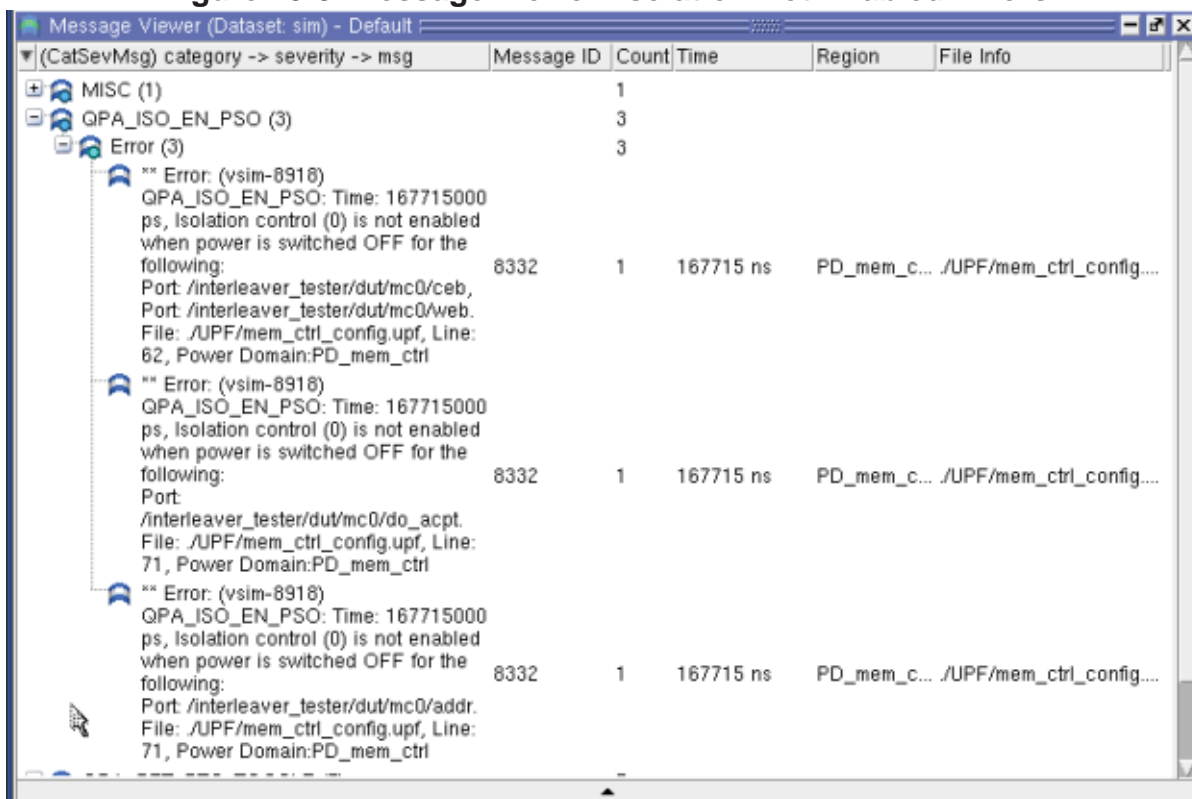 Message Viewer (Dataset: sim) - Default
(CatSevMsg) category -> severity -> msg Message ID Count Time Region File Info
MISC (1) 1
QPA_ISO_EN_PSO (3) 3
Error (3) 3
** Error: (vsim-8918)
QPA_ISO_EN_PSO: Time: 167715000
ps, Isolation control (0) is not enabled
when power is switched OFF for the
following:
8332 1 167715 ns PD_mem_c... ./UPF/mem_ctrl_config....
Port: /interleaver_tester/dut/mc0/ceb,
Port: /interleaver_tester/dut/mc0/web.
File: ./UPF/mem_ctrl_config.upf, Line:
62, Power Domain:PD_mem_ctrl
** Error: (vsim-8918)
QPA_ISO_EN_PSO: Time: 167715000
ps, Isolation control (0) is not enabled
when power is switched OFF for the
following:
8332 1 167715 ns PD_mem_c... ./UPF/mem_ctrl_config....
Port:
/interleaver_tester/dut/mc0/do_acpt.
File: ./UPF/mem_ctrl_config.upf, Line:
71, Power Domain:PD_mem_ctrl
** Error: (vsim-8918)
QPA_ISO_EN_PSO: Time: 167715000
ps, Isolation control (0) is not enabled
when power is switched OFF for the
following:
8332 1 167715 ns PD_mem_c... ./UPF/mem_ctrl_config....
Port: /interleaver_tester/dut/mc0/addr.
File: ./UPF/mem_ctrl_config.upf, Line:
71, Power Domain:PD_mem_ctrl